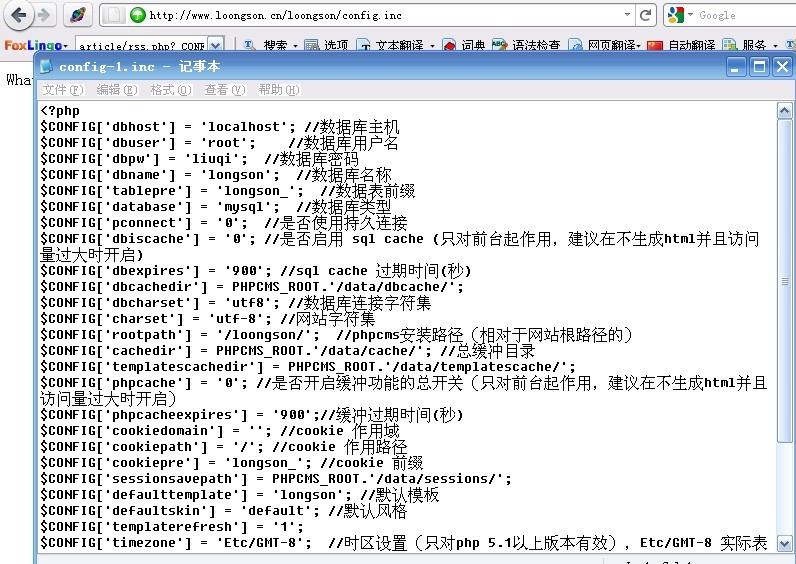 http://www.loongson.cn/loongson/config.inc
Google
FoxLingo
article/rss.php? CONF
搜索
选项
文本翻译
词典
语法检查
网页翻译
自动翻译
服务
What
config-1.inc - 记事本
文件(F) 编辑(E) 格式(O) 查看(V) 帮助(H)
<?php
$CONFIG['dbhost'] = 'localhost'; //数据库主机
$CONFIG['dbuser'] = 'root'; //数据库用户名
$CONFIG['dbpw'] = 'liuqi'; //数据库密码
$CONFIG['dbname'] = 'longson'; //数据库名称
$CONFIG['tablepre'] = 'longson_'; //数据表前缀
$CONFIG['database'] = 'mysql'; //数据库类型
$CONFIG['pconnect'] = '0'; //是否使用持久连接
$CONFIG['dbiscache'] = '0'; //是否启用 sql cache (只对前台起作用，建议在不生成html并且访问
量过大时开启)
$CONFIG['dbexpires'] = '900'; //sql cache 过期时间(秒)
$CONFIG['dbcachedir'] = PHPCMS_ROOT.'/data/dbcache/';
$CONFIG['dbcharset'] = 'utf8'; //数据库连接字符集
$CONFIG['charset'] = 'utf-8'; //网站字符集
$CONFIG['rootpath'] = '/loongson/'; //phpcms安装路径（相对于网站根路径的）
$CONFIG['cachedir'] = PHPCMS_ROOT.'/data/cache/'; //总缓冲目录
$CONFIG['templatescachedir'] = PHPCMS_ROOT.'/data/templatescache/';
$CONFIG['phpcache'] = '0'; //是否开启缓冲功能的总开关（只对前台起作用，建议在不生成html并且
访问量过大时开启）
$CONFIG['phpcacheexpires'] = '900';//缓冲过期时间(秒)
$CONFIG['cookiedomain'] = ''; //cookie 作用域
$CONFIG['cookiepath'] = '/'; //cookie 作用路径
$CONFIG['cookiepre'] = 'longson_'; //cookie 前缀
$CONFIG['sessionsavepath'] = PHPCMS_ROOT.'/data/sessions/';
$CONFIG['defaulttemplate'] = 'longson'; //默认模板
$CONFIG['defaultskin'] = 'default'; //默认风格
$CONFIG['templaterefresh'] = '1';
$CONFIG['timezone'] = 'Etc/GMT-8'; //时区设置（只对php 5.1以上版本有效），Etc/GMT-8 实际表